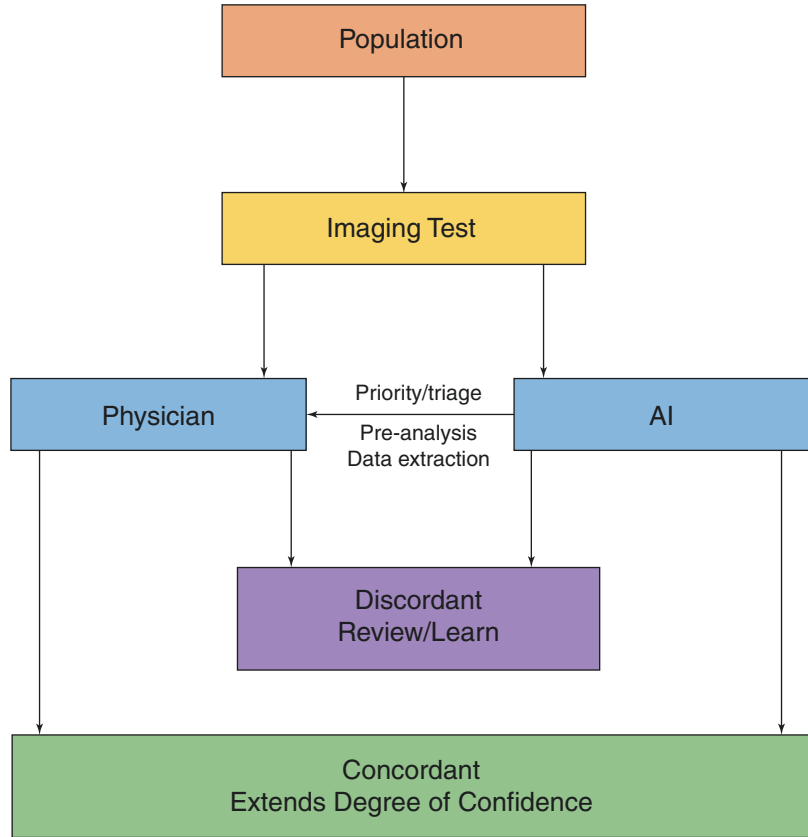 Population
Imaging Test
Physician
Priority/triage
Pre-analysis
Data extraction
AI
Discordant
Review/Learn
Concordant
Extends Degree of Confidence